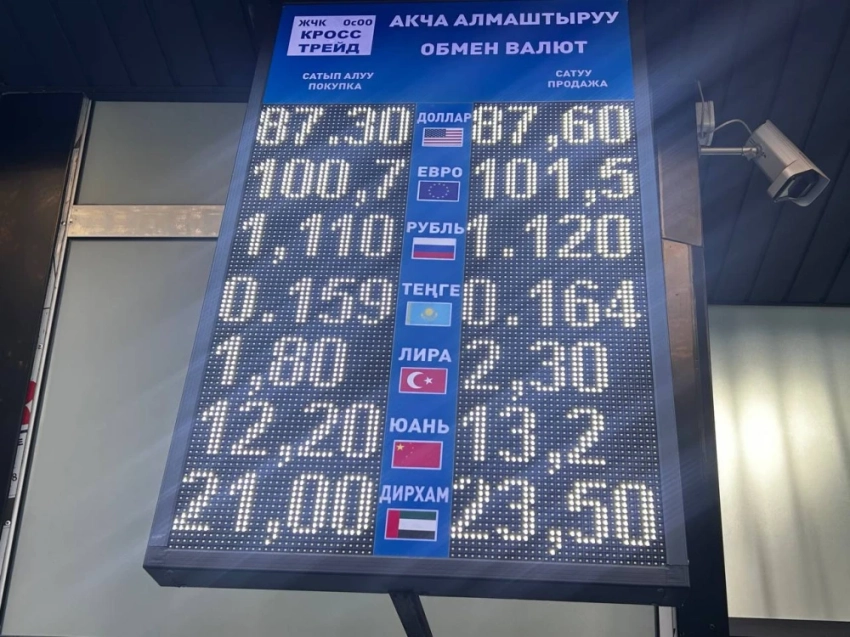 ЖЧК ОсОО
КРОСС
ТРЕЙД
АКЧА АЛМАШТЫРУУ
ОБМЕН ВАЛЮТ
САТЫП АЛУУ
ПОКУПКА
САТУУ
ПРОДАЖА
87.30 ДОЛЛАР 87,60
100,7 ЕВРО 101,5
1,110 РУБЛЬ 1.120
0.159 ТЕҢГЕ 0.164
1,80 ЛИРА 2,30
12,20 ЮАНЬ 13,2
21,00 ДИРХАМ 23,50